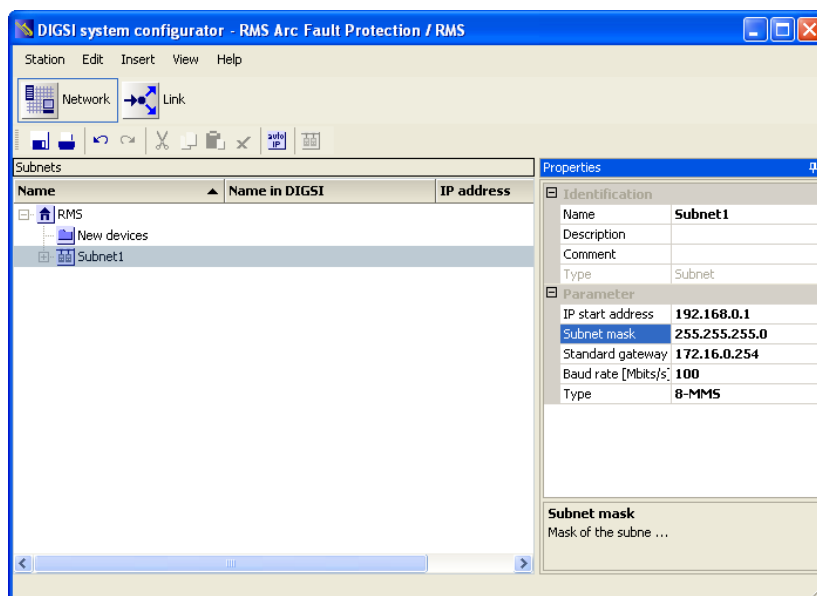 DIGSI system configurator - RMS Arc Fault Protection / RMS
Station Edit Insert View Help
Network Link
auto IP
Subnets
Properties
Name Name in DIGSI IP address
RMS
New devices
Subnet1
Identification
Name Subnet1
Description
Comment
Type Subnet
Parameter
IP start address 192.168.0.1
Subnet mask 255.255.255.0
Standard gateway 172.16.0.254
Baud rate [Mbits/s] 100
Type 8-MMS
Subnet mask
Mask of the subne ...